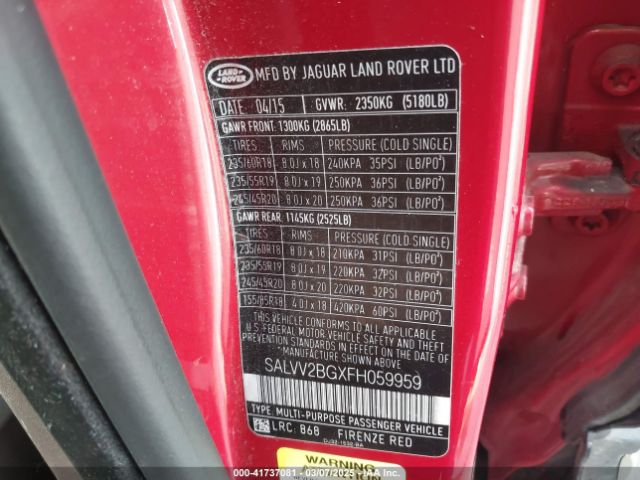 LAND ROVER MFD BY JAGUAR LAND ROVER LTD
DATE: 04/15 GVWR: 2350KG (5180LB)
GAWR FRONT: 1300KG (2865LB)
TIRES RIMS PRESSURE (COLD SINGLE)
235/60R18 8.0J x 18 240KPA 35PSI (LB/PO²)
235/55R19 8.0J x 19 250KPA 36PSI (LB/PO²)
245/45R20 8.0J x 20 250KPA 36PSI (LB/PO²)
GAWR REAR: 1145KG (2525LB)
TIRES RIMS PRESSURE (COLD SINGLE)
235/60R18 8.0J x 18 210KPA 31PSI (LB/PO²)
235/55R19 8.0J x 19 220KPA 32PSI (LB/PO²)
245/45R20 8.0J x 20 220KPA 32PSI (LB/PO²)
155/85R18 4.0J x 18 420KPA 60PSI (LB/PO²)
THIS VEHICLE CONFORMS TO ALL APPLICABLE
U.S. FEDERAL MOTOR VEHICLE SAFETY, BUMPER AND THEFT
PREVENTION STANDARDS IN EFFECT ON THE DATE OF
MANUFACTURE SHOWN ABOVE
SALVV2BGXFH059959
TYPE: MULTI-PURPOSE PASSENGER VEHICLE
LRC: 868 FIRENZE RED
WARNING
COPART 41737081 - 03/07/2025 - IAAI